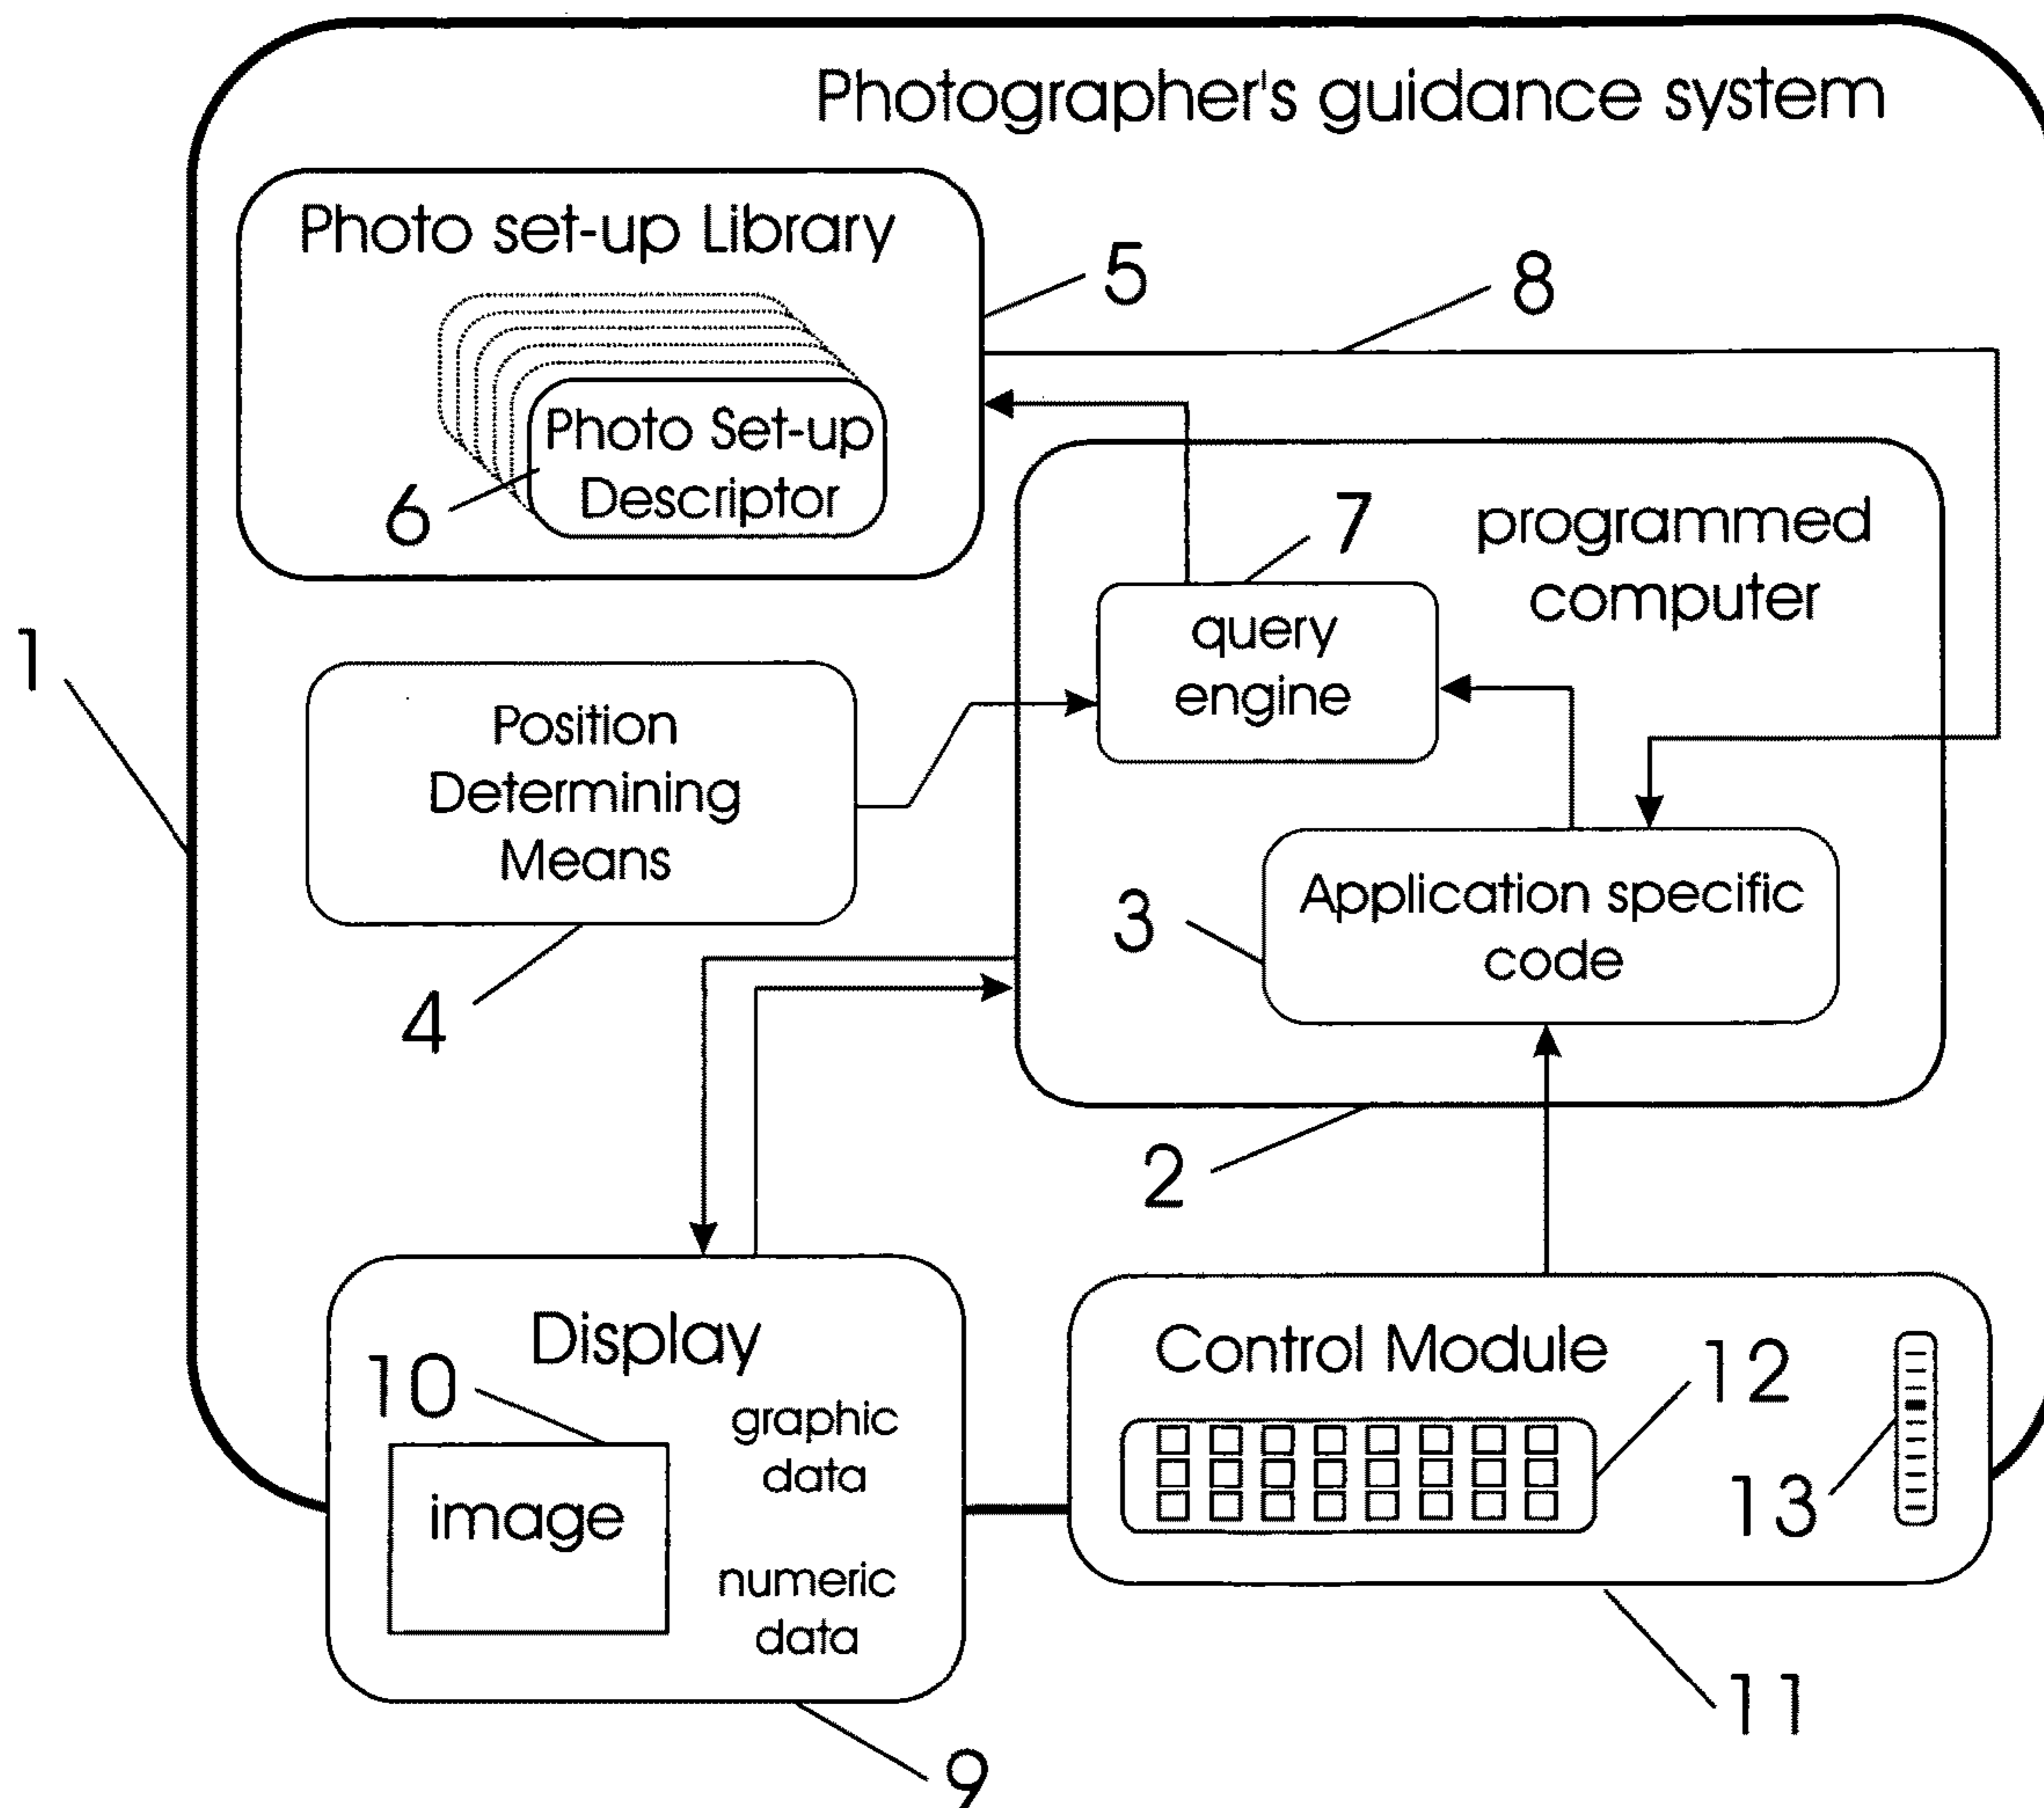 Photographer's guidance system
Photo set-up Library
5
8
Photo Set-up
Descriptor
6
7
programmed
computer
query
engine
1
Position
Determining
Means
3
Application specific
code
4
2
Display
10
graphic
data
image
numeric
data
Control Module
12
13
11
9